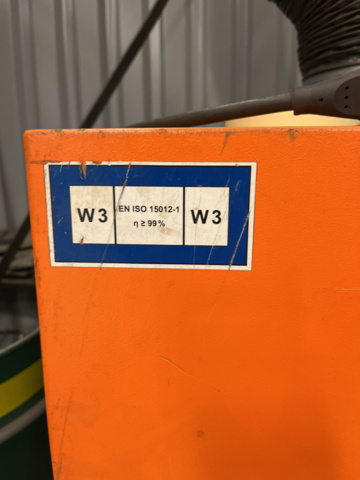 W3
EN ISO 15012-1
η ≥ 99%
W3